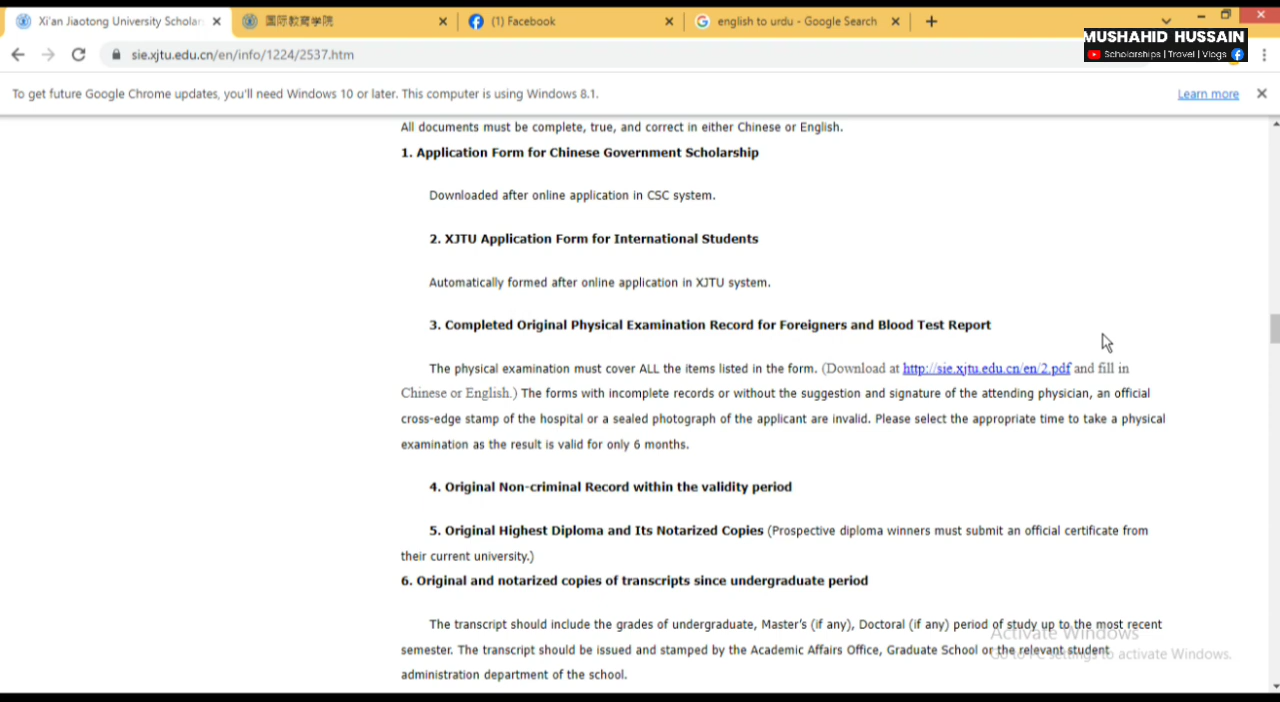 Xi'an Jiaotong University Scholar
国际教育学院
(1) Facebook
english to urdu - Google Search
MUSHAHID HUSSAIN
Scholarships | Travel | Vlogs
sie.xjtu.edu.cn/en/info/1224/2537.htm
To get future Google Chrome updates, you'll need Windows 10 or later. This computer is using Windows 8.1.
Learn more
All documents must be complete, true, and correct in either Chinese or English.
1. Application Form for Chinese Government Scholarship
Downloaded after online application in CSC system.
2. XJTU Application Form for International Students
Automatically formed after online application in XJTU system.
3. Completed Original Physical Examination Record for Foreigners and Blood Test Report
The physical examination must cover ALL the items listed in the form. (Download at http://sie.xjtu.edu.cn/en/2.pdf and fill in
Chinese or English.) The forms with incomplete records or without the suggestion and signature of the attending physician, an official
cross-edge stamp of the hospital or a sealed photograph of the applicant are invalid. Please select the appropriate time to take a physical
examination as the result is valid for only 6 months.
4. Original Non-criminal Record within the validity period
5. Original Highest Diploma and Its Notarized Copies (Prospective diploma winners must submit an official certificate from
their current university.)
6. Original and notarized copies of transcripts since undergraduate period
The transcript should include the grades of undergraduate, Master's (if any), Doctoral (if any) period of study up to the most recent
semester. The transcript should be issued and stamped by the Academic Affairs Office, Graduate School or the relevant student
administration department of the school.
Activate Windows
Go to PC settings to activate Windows.